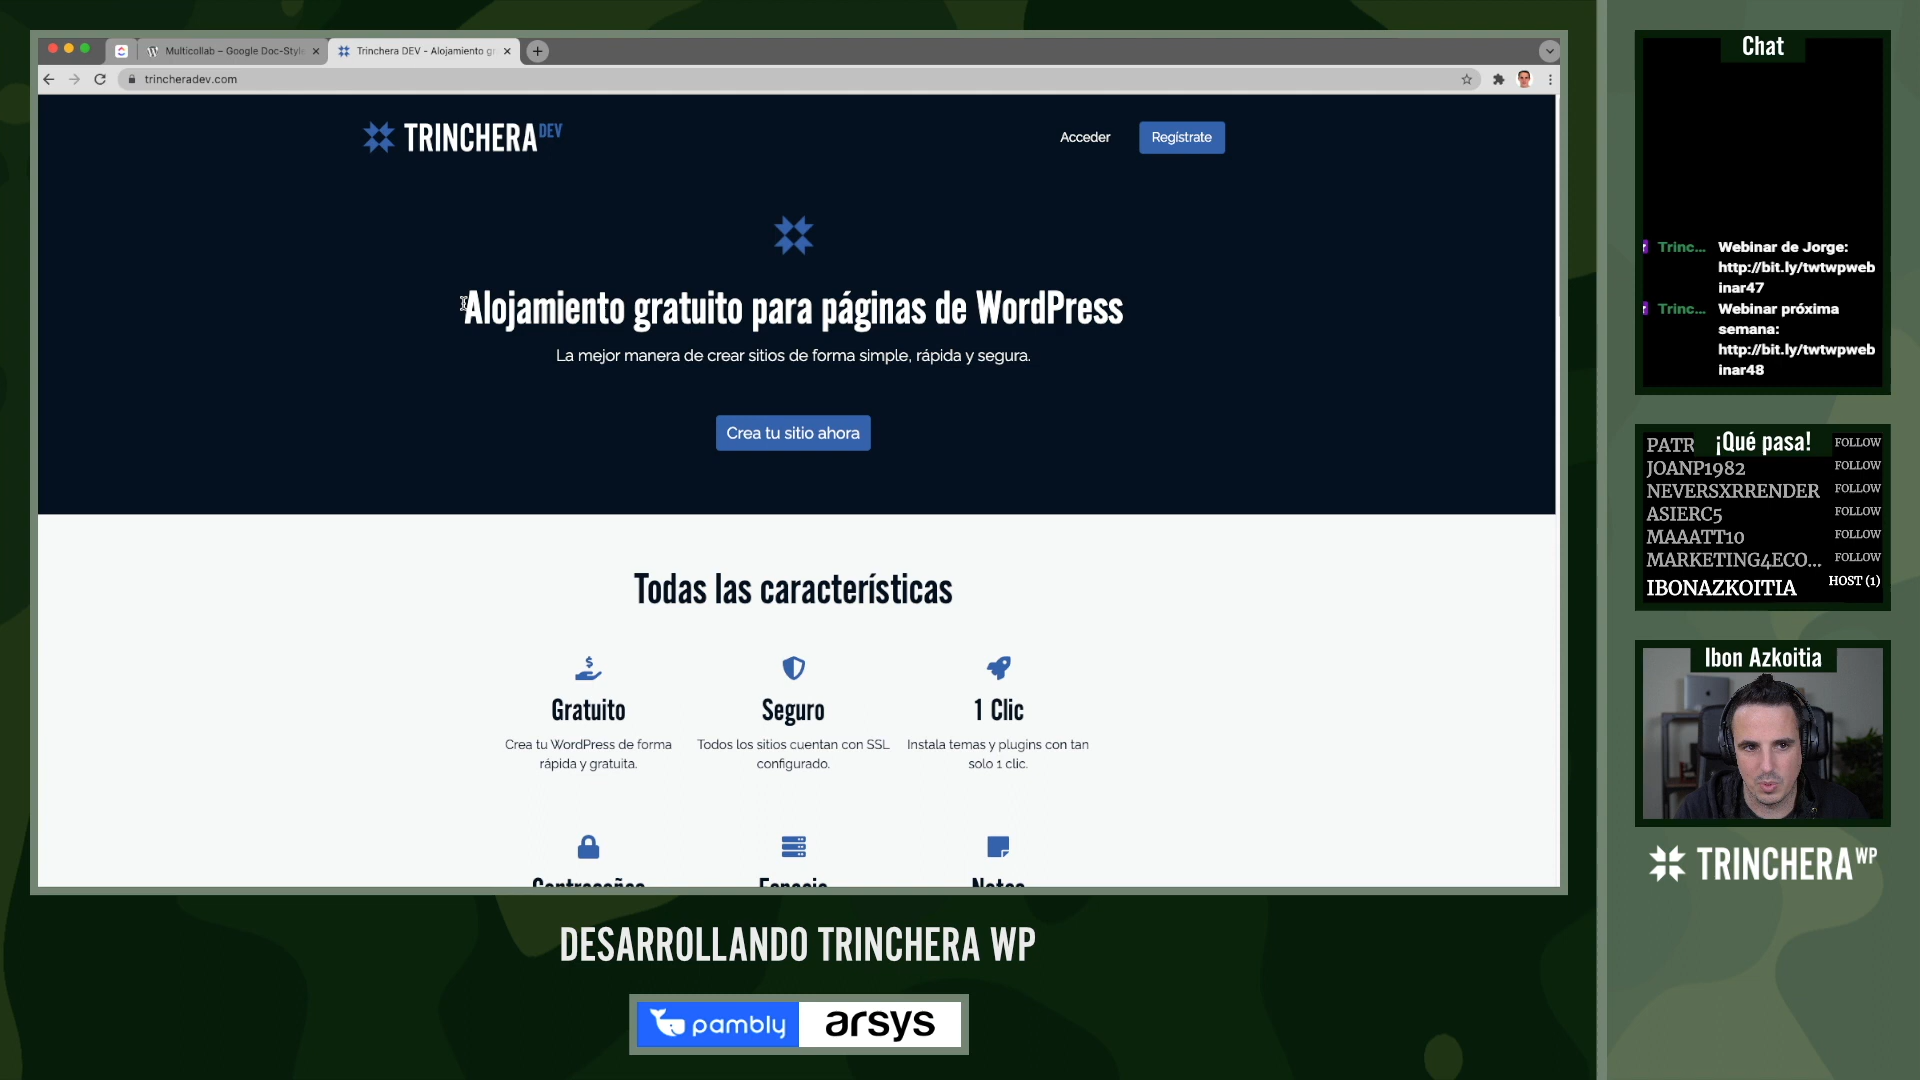 Multicollab – Google Doc-Style
Trinchera DEV - Alojamiento gr
trincheradev.com
TRINCHERA DEV
Acceder
Regístrate
Alojamiento gratuito para páginas de WordPress
La mejor manera de crear sitios de forma simple, rápida y segura.
Crea tu sitio ahora
Todas las características
Gratuito
Seguro
1 Clic
Crea tu WordPress de forma
rápida y gratuita.
Todos los sitios cuentan con SSL
configurado.
Instala temas y plugins con tan
solo 1 clic.
Contraseñas
Espacio
Notas
DESARROLLANDO TRINCHERA WP
pambly
arsys
Chat
Trinc... Webinar de Jorge:
http://bit.ly/twtwpweb
inar47
Trinc... Webinar próxima
semana:
http://bit.ly/twtwpweb
inar48
¡Qué pasa!
PATR FOLLOW
JOANP1982 FOLLOW
NEVERSXRRENDER FOLLOW
ASIERC5 FOLLOW
MAAATT10 FOLLOW
MARKETING4ECO... FOLLOW
IBONAZKOITIA HOST (1)
Ibon Azkoitia
TRINCHERA WP